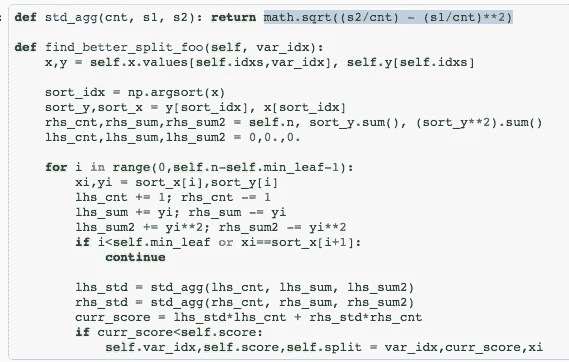 def std_agg(cnt, s1, s2): return math.sqrt((s2/cnt) - (s1/cnt)**2)
def find_better_split_foo(self, var_idx):
x,y = self.x.values[self.idxs,var_idx], self.y[self.idxs]
sort_idx = np.argsort(x)
sort_y,sort_x = y[sort_idx], x[sort_idx]
rhs_cnt,rhs_sum,rhs_sum2 = self.n, sort_y.sum(), (sort_y**2).sum()
lhs_cnt,lhs_sum,lhs_sum2 = 0,0.,0.
for i in range(0,self.n-self.min_leaf-1):
xi,yi = sort_x[i],sort_y[i]
lhs_cnt += 1; rhs_cnt -= 1
lhs_sum += yi; rhs_sum -= yi
lhs_sum2 += yi**2; rhs_sum2 -= yi**2
if i<self.min_leaf or xi==sort_x[i+1]:
continue
lhs_std = std_agg(lhs_cnt, lhs_sum, lhs_sum2)
rhs_std = std_agg(rhs_cnt, rhs_sum, rhs_sum2)
curr_score = lhs_std*lhs_cnt + rhs_std*rhs_cnt
if curr_score<self.score:
self.var_idx,self.score,self.split = var_idx,curr_score,xi